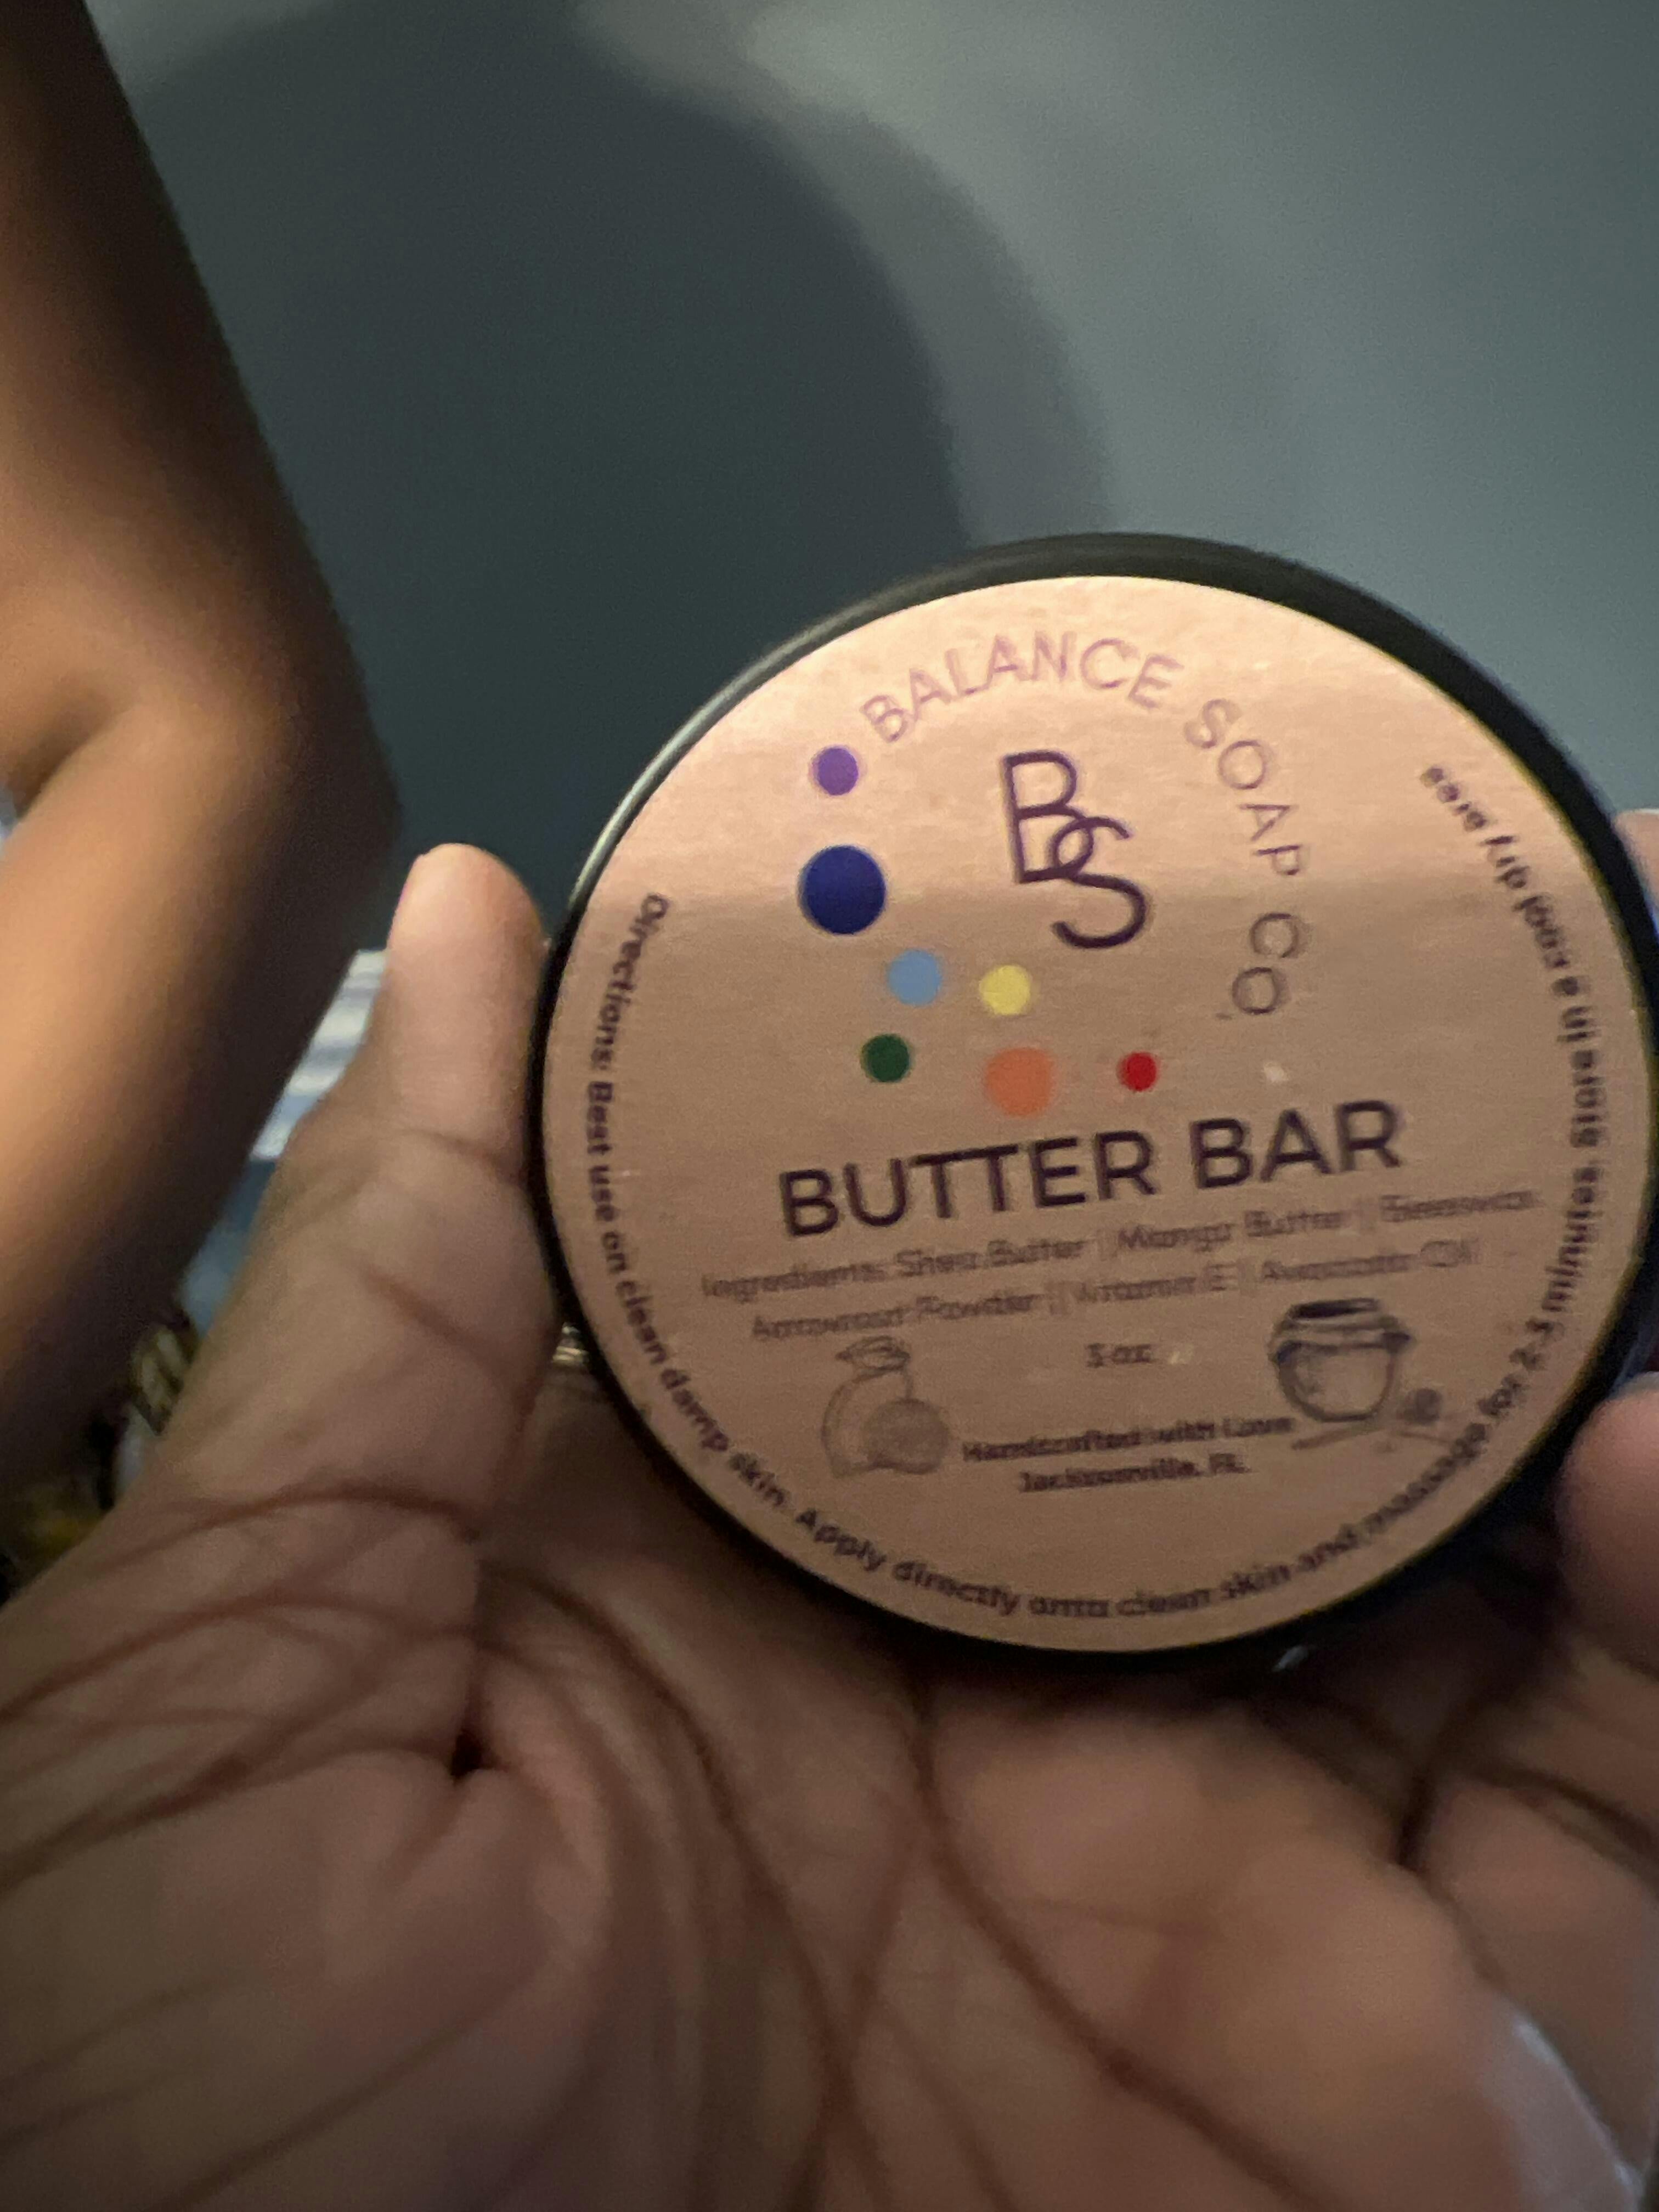 BALANCE SOAP CO
BS
BUTTER BAR
Ingredients: Shea Butter | Mango Butter | Beeswax
Arrowroot Powder | Vitamin E | Avocado Oil
3 oz
Handcrafted with Love
Jacksonville, FL
Directions: Best use on clean damp skin. Apply directly onto clean skin and massage for 2-3 minutes. Store in a cool dry area